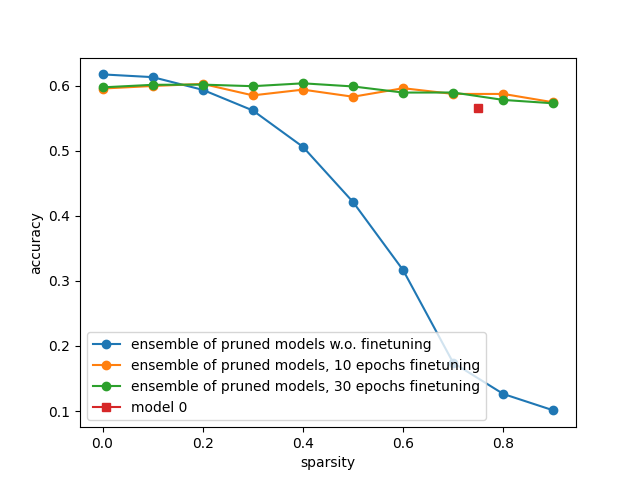 0.6
0.5
0.4
0.3
0.2
0.1
accuracy
ensemble of pruned models w.o. finetuning
ensemble of pruned models, 10 epochs finetuning
ensemble of pruned models, 30 epochs finetuning
model 0
0.0 0.2 0.4 0.6 0.8
sparsity